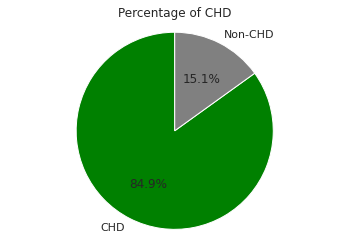 Percentage of CHD
Non-CHD
15.1%
84.9%
CHD